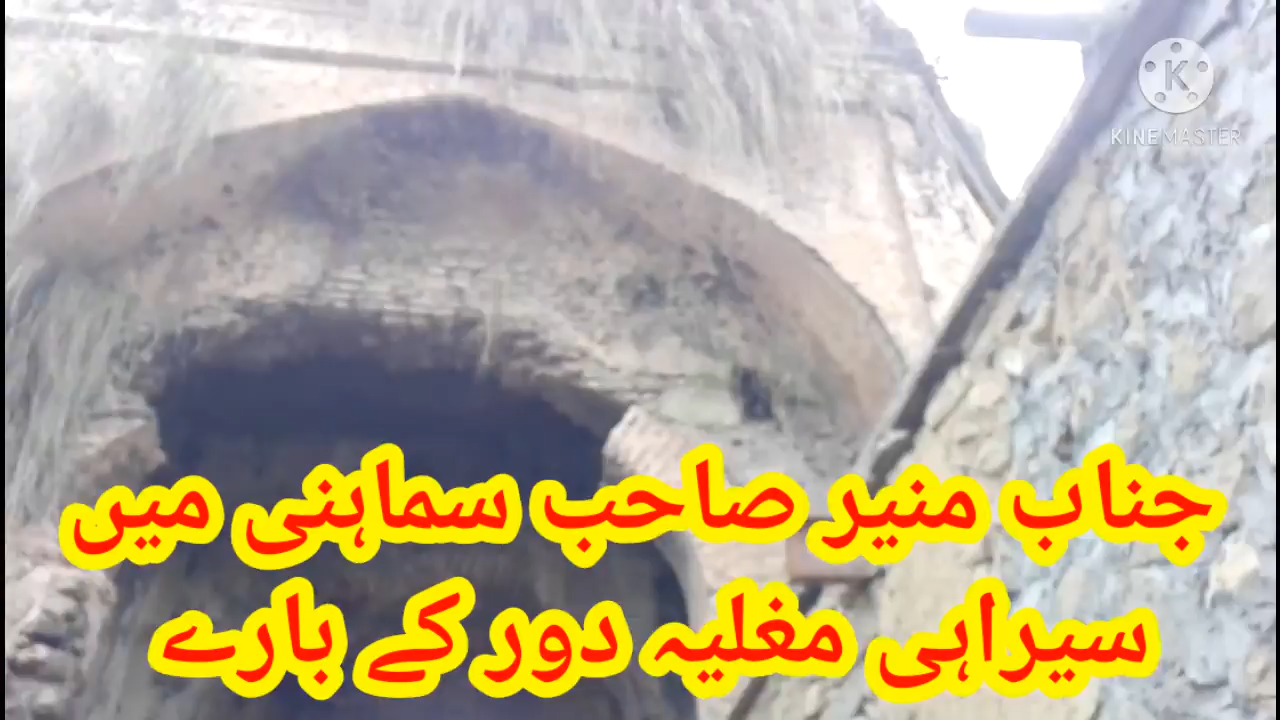 K
KINEMASTER
جناب منیر صاحب سماہنی میں
سیراہی مغلیہ دور کے بارے